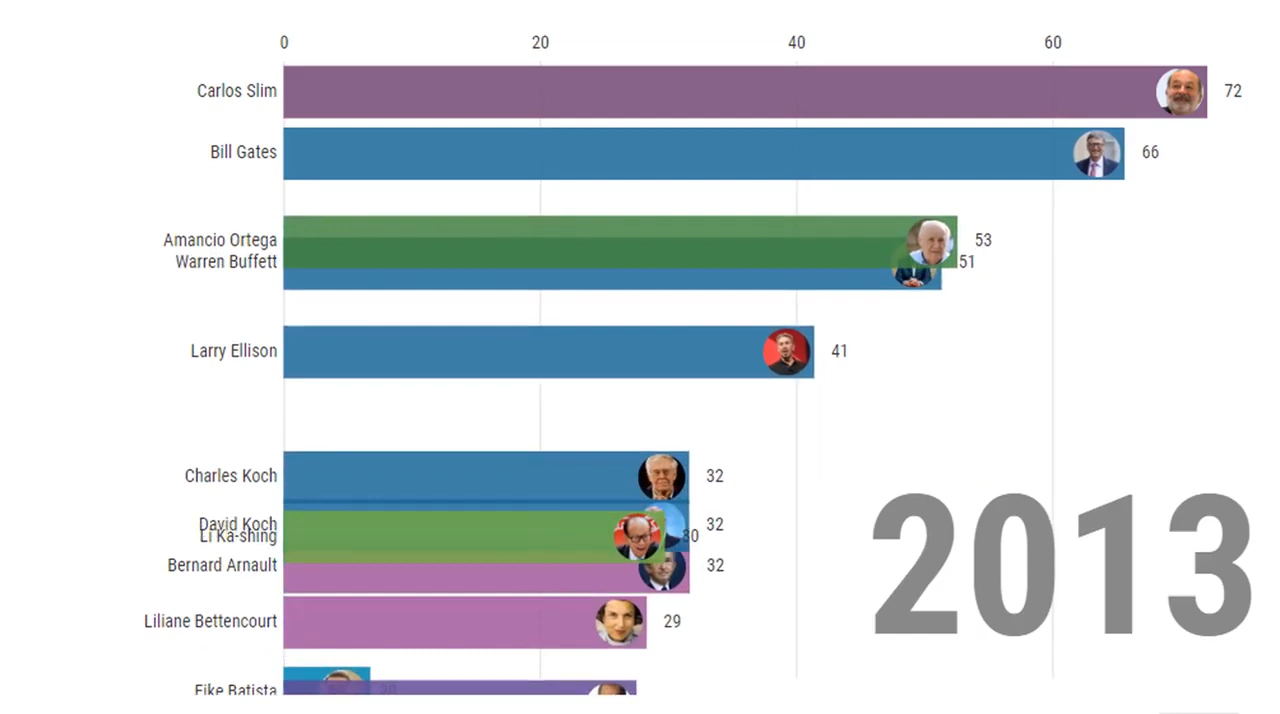 0 20 40 60
Carlos Slim 72
Bill Gates 66
Amancio Ortega 53
Warren Buffett 51
Larry Ellison 41
Charles Koch 32
David Koch 32
Li Ka-shing 30
Bernard Arnault 32
Liliane Bettencourt 29
Eike Batista
2013